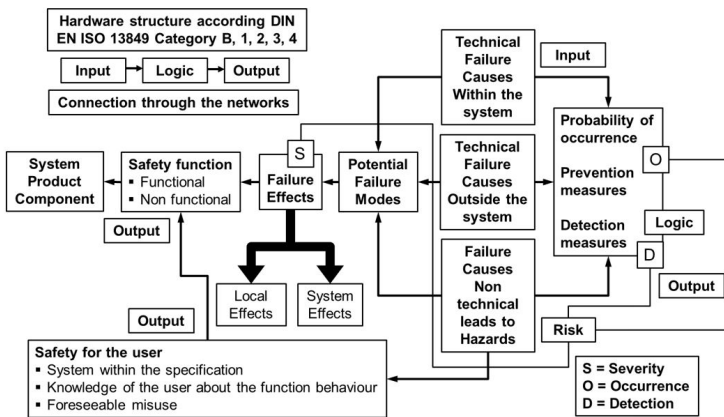 Hardware structure according DIN
EN ISO 13849 Category B, 1, 2, 3, 4
Input
Logic
Output
Connection through the networks
Technical
Failure
Causes
Within the
system
Input
Probability of
occurrence
Prevention
measures
Detection
measures
O
Logic
D
Output
System
Product
Component
Safety function
▪ Functional
▪ Non functional
S
Failure
Effects
Potential
Failure
Modes
Technical
Failure
Causes
Outside the
system
Output
Local
Effects
System
Effects
Failure
Causes
Non
technical
leads to
Hazards
Risk
Output
Safety for the user
▪ System within the specification
▪ Knowledge of the user about the function behaviour
▪ Foreseeable misuse
S = Severity
O = Occurrence
D = Detection